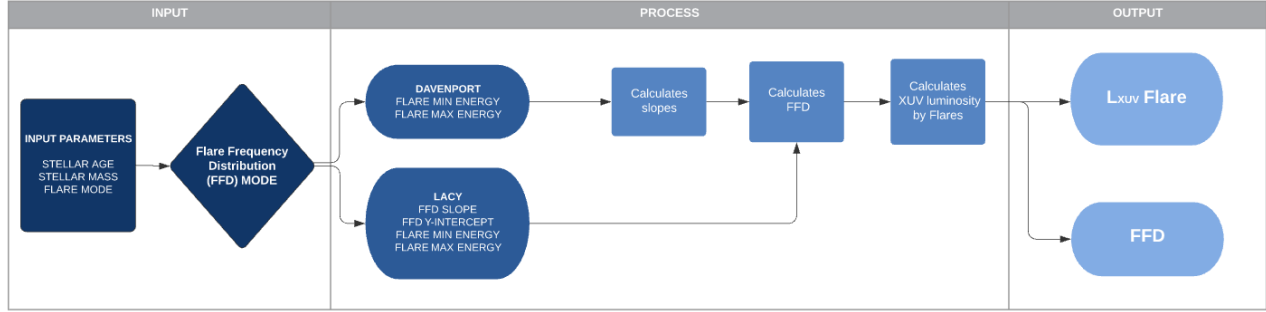 INPUT
PROCESS
OUTPUT
INPUT PARAMETERS
STELLAR AGE
STELLAR MASS
FLARE MODE
Flare Frequency
Distribution
(FFD) MODE
DAVENPORT
FLARE MIN ENERGY
FLARE MAX ENERGY
LACY
FFD SLOPE
FFD Y-INTERCEPT
FLARE MIN ENERGY
FLARE MAX ENERGY
Calculates
slopes
Calculates
FFD
Calculates
XUV luminosity
by Flares
LXUV Flare
FFD